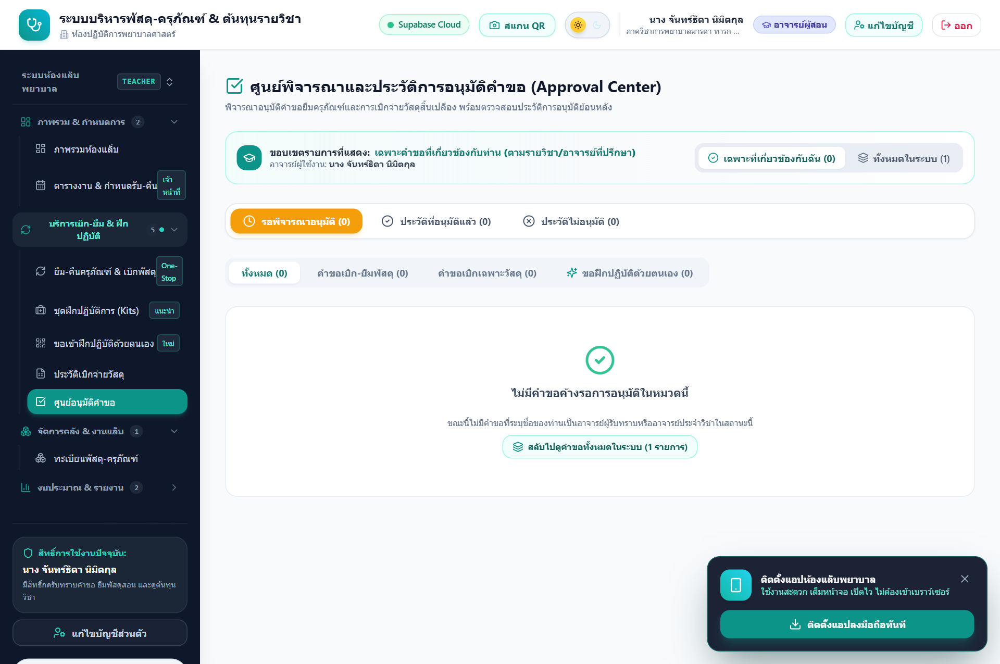 ระบบบริหารพัสดุ-ครุภัณฑ์ & ต้นทุนรายวิชา
ห้องปฏิบัติการพยาบาลศาสตร์
Supabase Cloud
สแกน QR
นาง จันทร์ธิดา นิมิตกุล
ภาควิชาการพยาบาลมารดา ทารก ...
อาจารย์ผู้สอน
แก้ไขบัญชี
ออก
ระบบห้องแล็บ
พยาบาล
TEACHER
ภาพรวม & กำหนดการ 2
ภาพรวมห้องแล็บ
ตารางงาน & กำหนดรับ-คืน
เจ้า
หน้าที่
บริการเบิก-ยืม & ฝึก
ปฏิบัติ
5
ยืม-คืนครุภัณฑ์ & เบิกพัสดุ
One-
Stop
ชุดฝึกปฏิบัติการ (Kits) แนะนำ
ขอเข้าฝึกปฏิบัติด้วยตนเอง ใหม่
ประวัติเบิกจ่ายวัสดุ
ศูนย์อนุมัติคำขอ
จัดการคลัง & งานแล็บ 1
ทะเบียนพัสดุ-ครุภัณฑ์
งบประมาณ & รายงาน 2
สิทธิ์การใช้งานปัจจุบัน:
นาง จันทร์ธิดา นิมิตกุล
มีสิทธิ์กดรับทราบคำขอ ยืมพัสดุสอน และดูต้นทุน
วิชา
แก้ไขบัญชีส่วนตัว
ศูนย์พิจารณาและประวัติการอนุมัติคำขอ (Approval Center)
พิจารณาอนุมัติคำขอยืมครุภัณฑ์และการเบิกจ่ายวัสดุสิ้นเปลือง พร้อมตรวจสอบประวัติการอนุมัติย้อนหลัง
ขอบเขตรายการที่แสดง: เฉพาะคำขอที่เกี่ยวข้องกับท่าน (ตามรายวิชา/อาจารย์ที่ปรึกษา)
อาจารย์ผู้ใช้งาน: นาง จันทร์ธิดา นิมิตกุล
เฉพาะที่เกี่ยวข้องกับฉัน (0)
ทั้งหมดในระบบ (1)
รอพิจารณาอนุมัติ (0)
ประวัติที่อนุมัติแล้ว (0)
ประวัติไม่อนุมัติ (0)
ทั้งหมด (0)
คำขอเบิก-ยืมพัสดุ (0)
คำขอเบิกเฉพาะวัสดุ (0)
ขอฝึกปฏิบัติด้วยตนเอง (0)
ไม่มีคำขอค้างรอการอนุมัติในหมวดนี้
ขณะนี้ไม่มีคำขอที่ระบุชื่อของท่านเป็นอาจารย์ผู้รับทราบหรืออาจารย์ประจำวิชาในสถานะนี้
สลับไปดูคำขอทั้งหมดในระบบ (1 รายการ)
ติดตั้งแอปห้องแล็บพยาบาล
ใช้งานสะดวก เต็มหน้าจอ เปิดไว ไม่ต้องเข้าเบราว์เซอร์
ติดตั้งแอปลงมือถือทันที